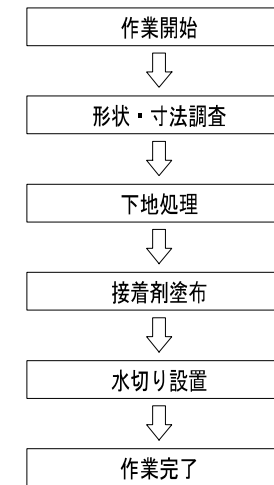 作業開始
形状・寸法調査
下地処理
接着剤塗布
水切り設置
作業完了